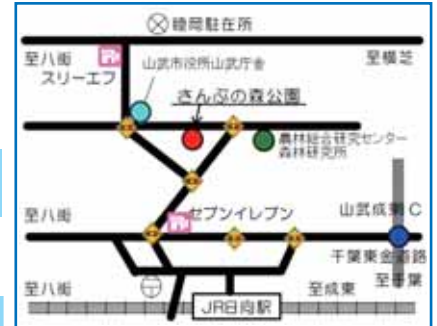 睦岡駐在所
至八街
至横芝
スリーエフ
山武市役所山武庁舎
さんぶの森公園
農林総合研究センター
森林研究所
至八街
セブンイレブン
山武成東IC
千葉東金道路
至千葉
至八街
JR日向駅
至成東